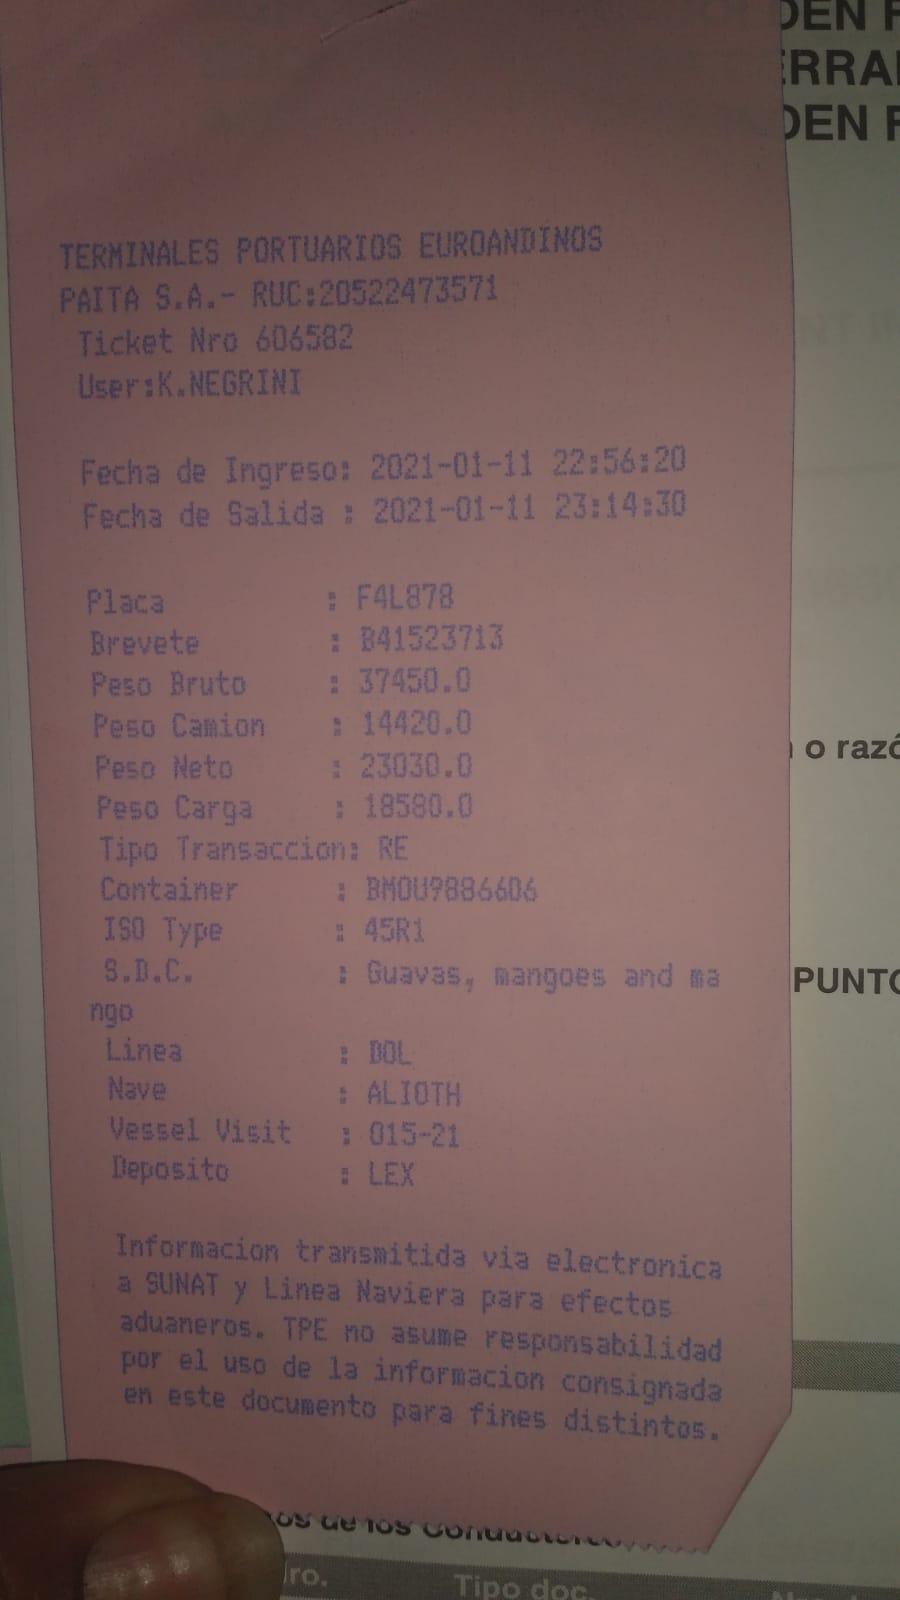 DEN
ERRA
DEN
TERMINALES PORTUARIOS EUROANDINOS
PAITA S.A.- RUC:20522473571
Ticket Nro 606582
User:K.NEGRINI
Fecha de Ingreso: 2021-01-11 22:56:20
Fecha de Salida : 2021-01-11 23:14:30
Placa : F4L878
Brevete : B41523713
Peso Bruto : 37450.0
Peso Camion : 14420.0
Peso Neto : 23030.0
Peso Carga : 18580.0
Tipo Transaccion: RE
Container : BMOU9886606
ISO Type : 45R1
S.D.C. : Guavas, mangoes and ma
ngo
Linea : DOL
Nave : ALIOTH
Vessel Visit : 015-21
Deposito : LEX
Informacion transmitida via electronica
a SUNAT y Linea Naviera para efectos
aduaneros. TPE no asume responsabilidad
por el uso de la informacion consignada
en este documento para fines distintos.
o razó
PUNTO
de los
ro. Tipo doc.